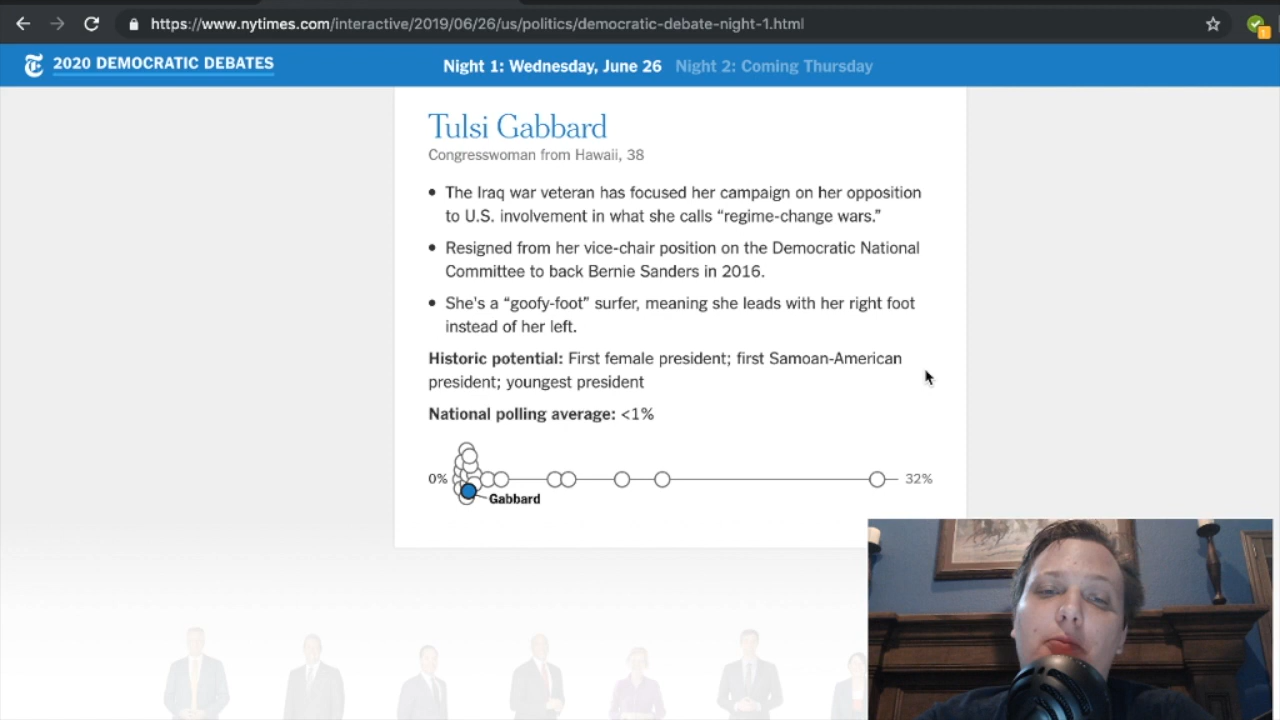 https://www.nytimes.com/interactive/2019/06/26/us/politics/democratic-debate-night-1.html
2020 DEMOCRATIC DEBATES
Night 1: Wednesday, June 26 Night 2: Coming Thursday
Tulsi Gabbard
Congresswoman from Hawaii, 38
• The Iraq war veteran has focused her campaign on her opposition
to U.S. involvement in what she calls “regime-change wars.”
• Resigned from her vice-chair position on the Democratic National
Committee to back Bernie Sanders in 2016.
• She's a “goofy-foot” surfer, meaning she leads with her right foot
instead of her left.
Historic potential: First female president; first Samoan-American
president; youngest president
National polling average: <1%
0% 32%
Gabbard